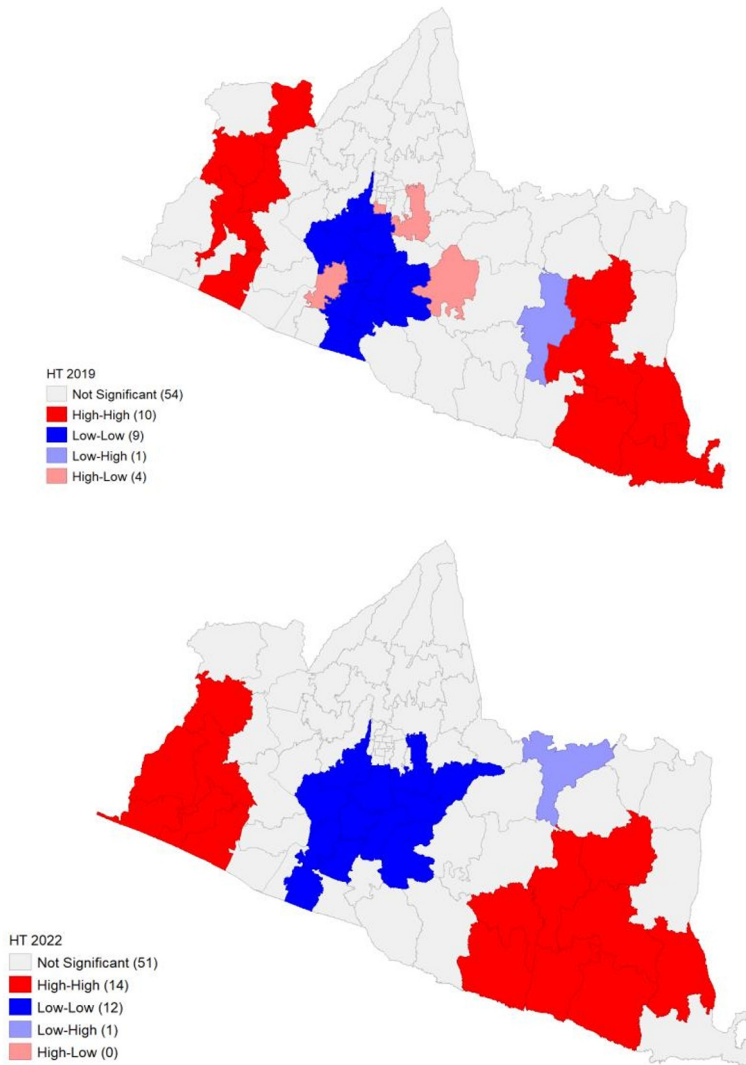 HT 2019
Not Significant (54)
High-High (10)
Low-Low (9)
Low-High (1)
High-Low (4)
HT 2022
Not Significant (51)
High-High (14)
Low-Low (12)
Low-High (1)
High-Low (0)